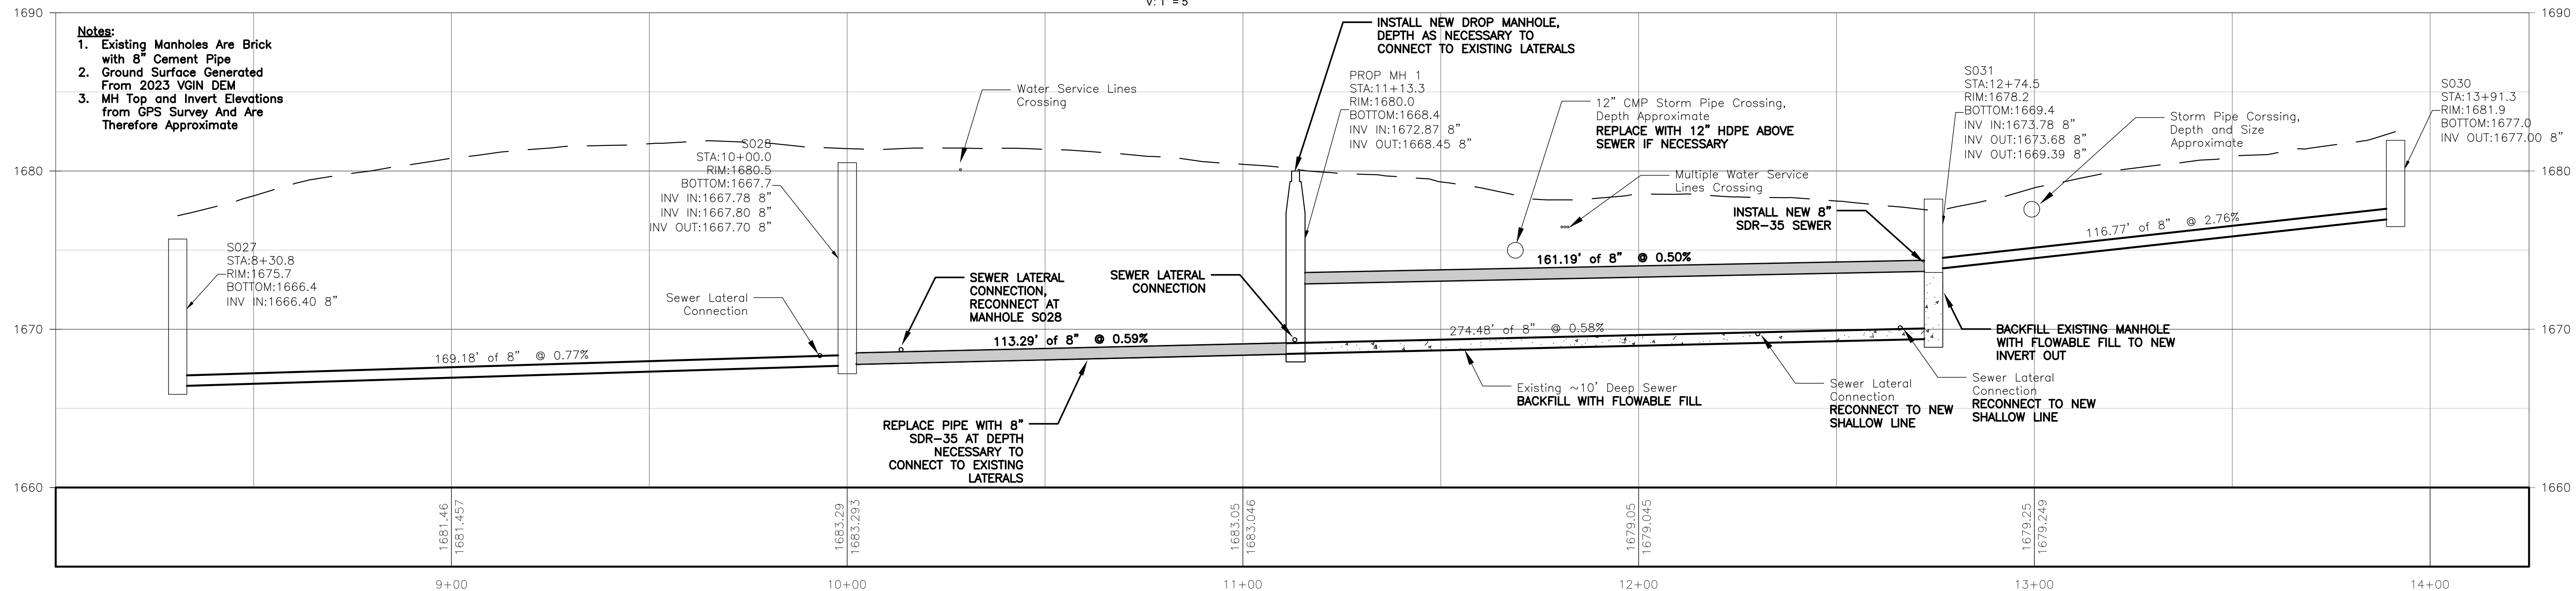 V: 1"=5'
1690
1690
Notes:
1. Existing Manholes Are Brick
with 8" Cement Pipe
2. Ground Surface Generated
From 2023 VGIN DEM
3. MH Top and Invert Elevations
from GPS Survey And Are
Therefore Approximate
Water Service Lines
Crossing
INSTALL NEW DROP MANHOLE,
DEPTH AS NECESSARY TO
CONNECT TO EXISTING LATERALS
PROP MH 1
STA:11+13.3
RIM:1680.0
BOTTOM:1668.4
INV IN:1672.87 8"
INV OUT:1668.45 8"
12" CMP Storm Pipe Crossing,
Depth Approximate
REPLACE WITH 12" HDPE ABOVE
SEWER IF NECESSARY
Multiple Water Service
Lines Crossing
S031
STA:12+74.5
RIM:1678.2
BOTTOM:1669.4
INV IN:1673.78 8"
INV OUT:1673.68 8"
INV OUT:1669.39 8"
Storm Pipe Corssing,
Depth and Size
Approximate
S030
STA:13+91.3
RIM:1681.9
BOTTOM:1677.0
INV OUT:1677.00 8"
1680
1680
S028
STA:10+00.0
RIM:1680.5
BOTTOM:1667.7
INV IN:1667.78 8"
INV IN:1667.80 8"
INV OUT:1667.70 8"
INSTALL NEW 8"
SDR-35 SEWER
116.77' of 8" @ 2.76%
S027
STA:8+30.8
RIM:1675.7
BOTTOM:1666.4
INV IN:1666.40 8"
161.19' of 8" @ 0.50%
Sewer Lateral
Connection
SEWER LATERAL
CONNECTION,
RECONNECT AT
MANHOLE S028
SEWER LATERAL
CONNECTION
1670
1670
169.18' of 8" @ 0.77%
113.29' of 8" @ 0.59%
274.48' of 8" @ 0.58%
BACKFILL EXISTING MANHOLE
WITH FLOWABLE FILL TO NEW
INVERT OUT
Existing ~10' Deep Sewer
BACKFILL WITH FLOWABLE FILL
Sewer Lateral
Connection
RECONNECT TO NEW
SHALLOW LINE
Sewer Lateral
Connection
RECONNECT TO NEW
SHALLOW LINE
REPLACE PIPE WITH 8"
SDR-35 AT DEPTH
NECESSARY TO
CONNECT TO EXISTING
LATERALS
1660
1660
1681.46
1681.457
1683.29
1683.293
1683.05
1683.046
1679.05
1679.045
1679.25
1679.249
9+00
10+00
11+00
12+00
13+00
14+00